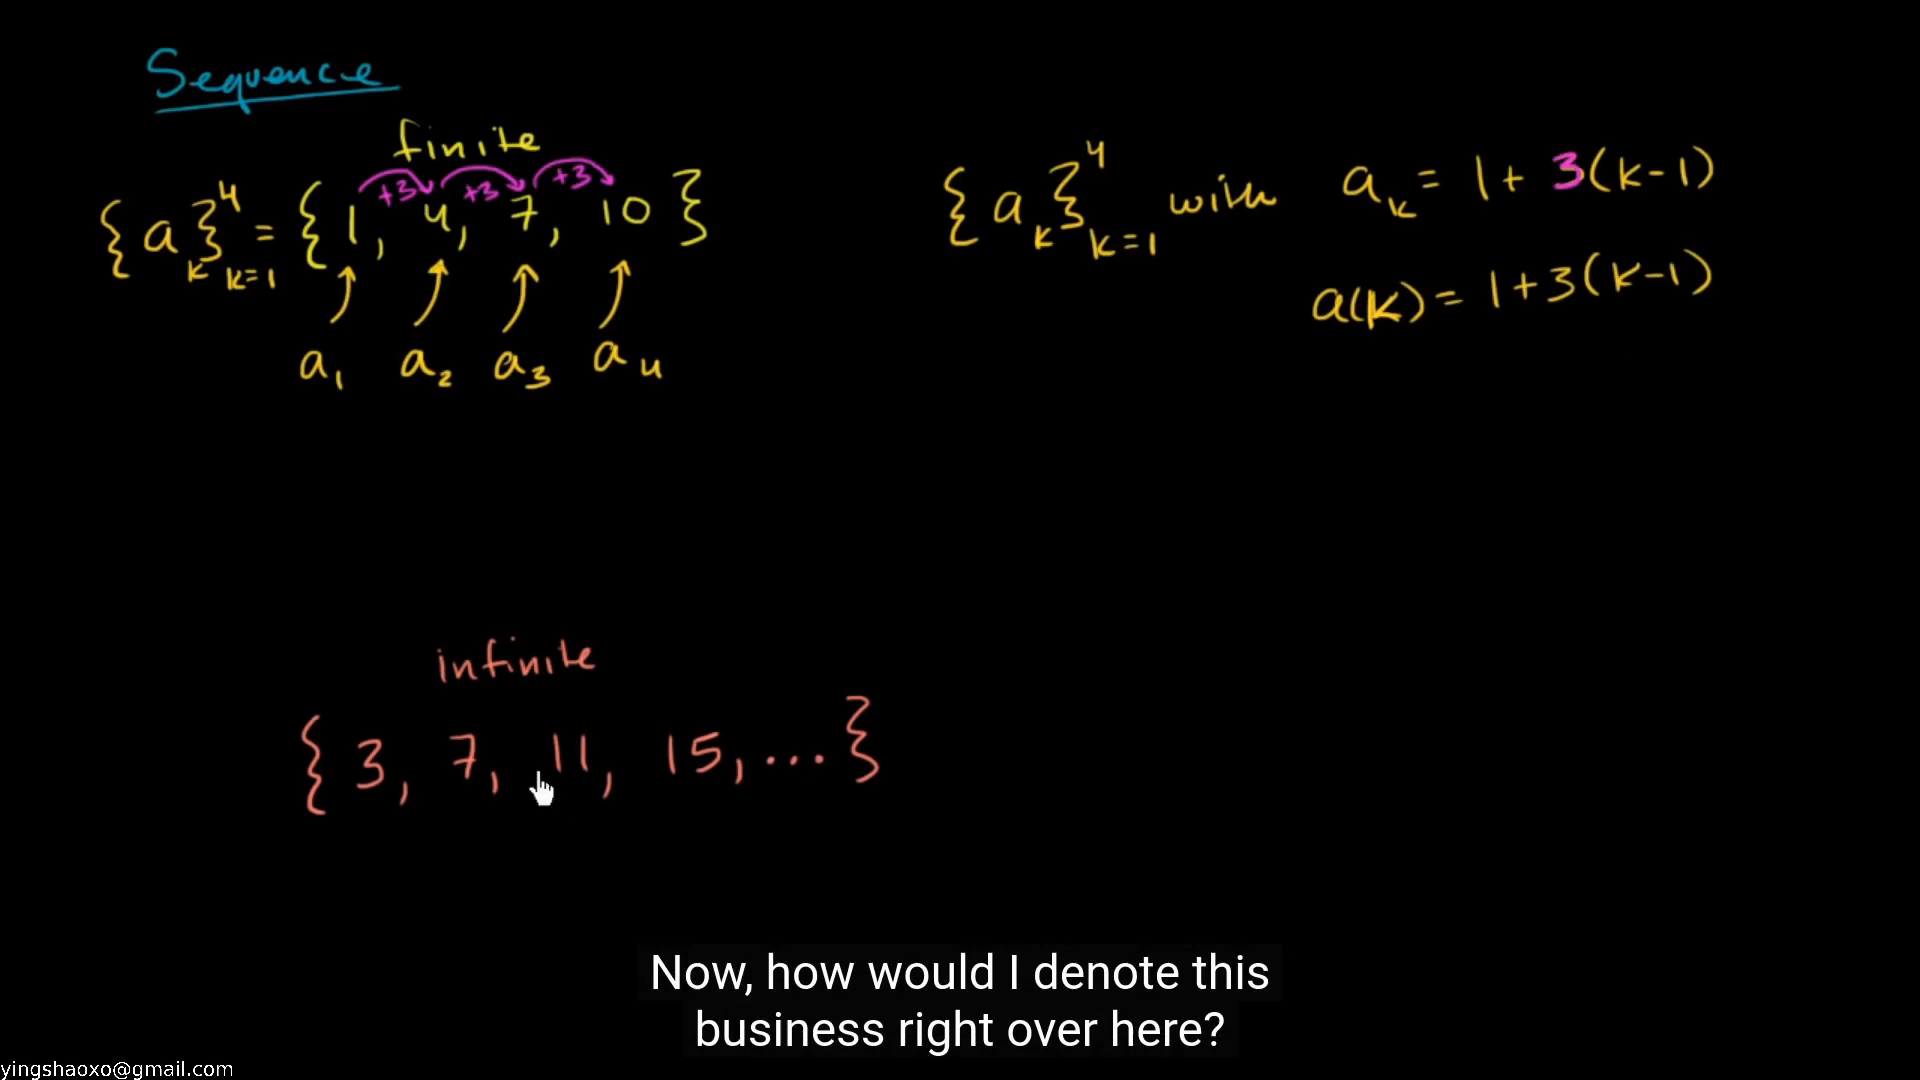 Sequence
finite
+3 +3 +3
{a_k}^4_{k=1} = {1, 4, 7, 10}
a_1 a_2 a_3 a_4
{a_k}^4_{k=1} with a_k = 1+3(k-1)
a(k) = 1+3(k-1)
infinite
{3, 7, 11, 15, ...}
Now, how would I denote this
business right over here?
yingshaoxo@gmail.com